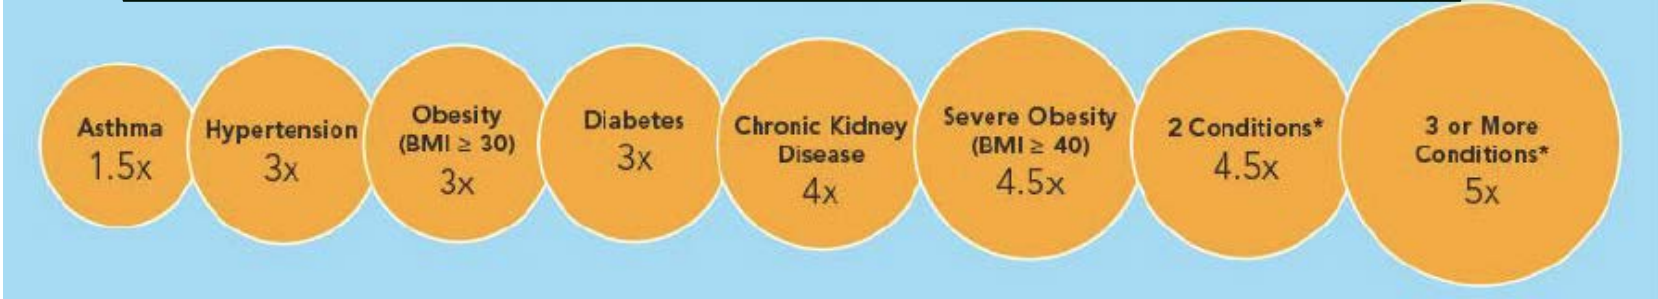 Asthma
1.5x
Hypertension
3x
Obesity
(BMI ≥ 30)
3x
Diabetes
3x
Chronic Kidney
Disease
4x
Severe Obesity
(BMI ≥ 40)
4.5x
2 Conditions*
4.5x
3 or More
Conditions*
5x